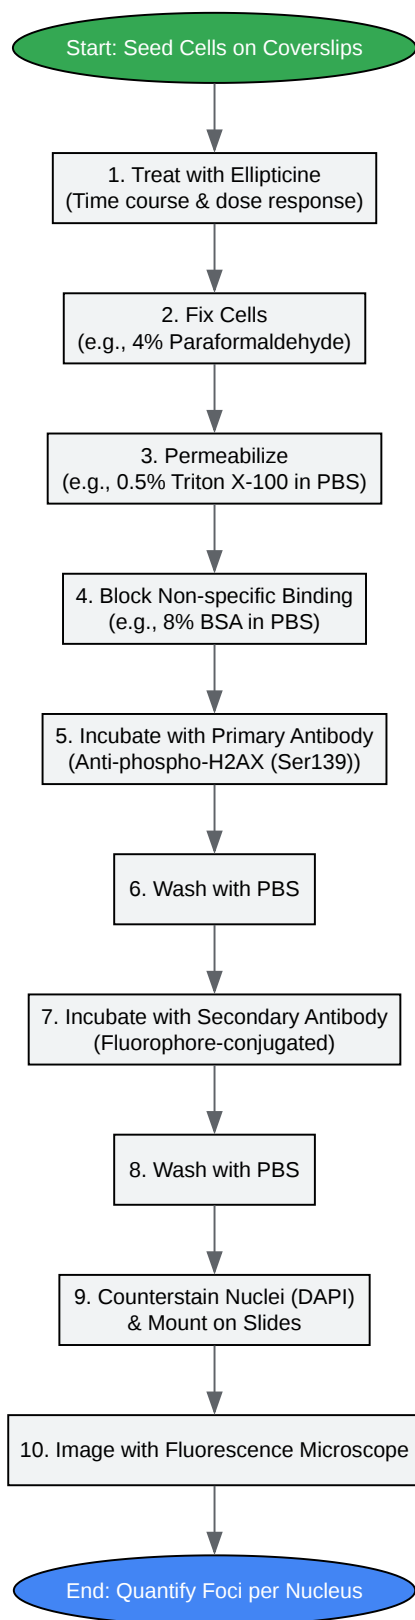 Start: Seed Cells on Coverslips
1. Treat with Ellipticine
(Time course & dose response)
2. Fix Cells
(e.g., 4% Paraformaldehyde)
3. Permeabilize
(e.g., 0.5% Triton X-100 in PBS)
4. Block Non-specific Binding
(e.g., 8% BSA in PBS)
5. Incubate with Primary Antibody
(Anti-phospho-H2AX (Ser139))
6. Wash with PBS
7. Incubate with Secondary Antibody
(Fluorophore-conjugated)
8. Wash with PBS
9. Counterstain Nuclei (DAPI)
& Mount on Slides
10. Image with Fluorescence Microscope
End: Quantify Foci per Nucleus